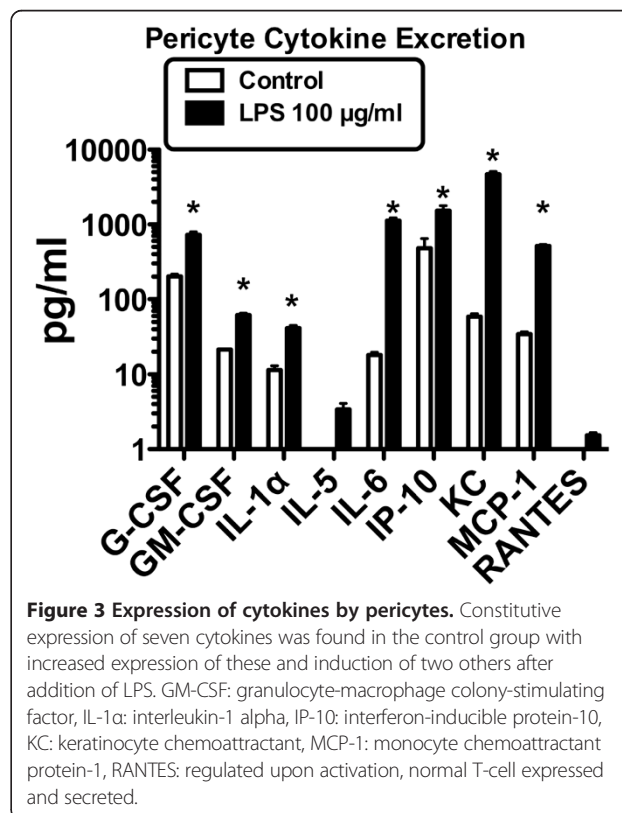 Pericyte Cytokine Excretion
Control
LPS 100 µg/ml
10000
1000
100
10
1
pg/ml
* * * * * * *
G-CSF
GM-CSF
IL-1α
IL-5
IL-6
IP-10
KC
MCP-1
RANTES
Figure 3 Expression of cytokines by pericytes. Constitutive
expression of seven cytokines was found in the control group with
increased expression of these and induction of two others after
addition of LPS. GM-CSF: granulocyte-macrophage colony-stimulating
factor, IL-1α: interleukin-1 alpha, IP-10: interferon-inducible protein-10,
KC: keratinocyte chemoattractant, MCP-1: monocyte chemoattractant
protein-1, RANTES: regulated upon activation, normal T-cell expressed
and secreted.